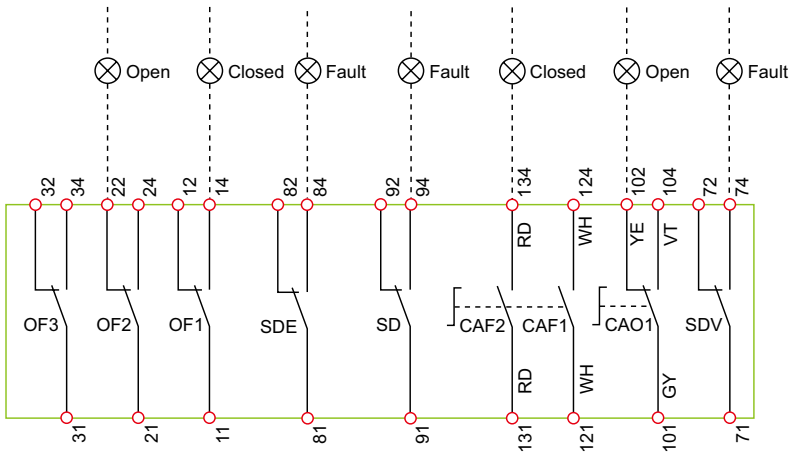 Open Closed Fault Fault Closed Open Fault
32 34 22 24 12 14 82 84 92 94 134 124 102 104 72 74
RD WH YE VT
OF3 OF2 OF1 SDE SD CAF2 CAF1 CAO1 SDV
RD WH GY
31 21 11 81 91 131 121 101 71